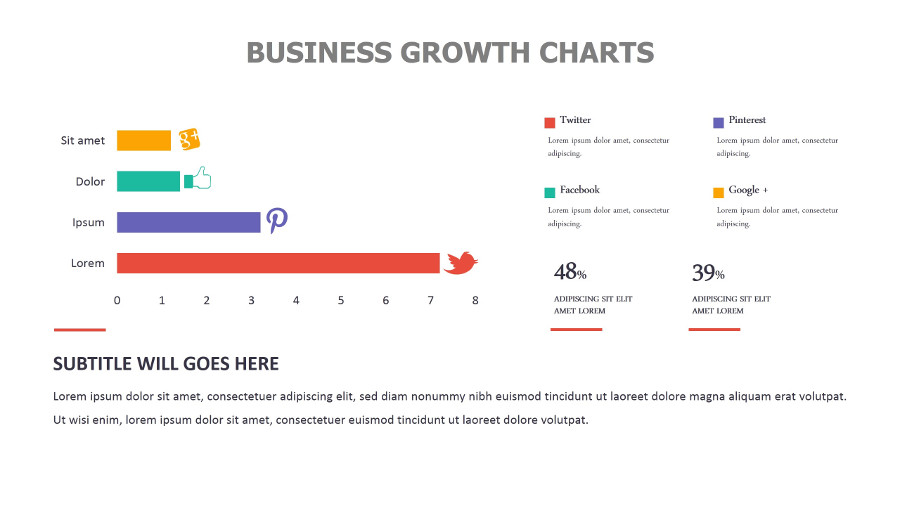 BUSINESS GROWTH CHARTS
Sit amet
g+
Dolor
Ipsum
Lorem
0 1 2 3 4 5 6 7 8
Twitter
Lorem ipsum dolor amet, consectetur
adipiscing.
Pinterest
Lorem ipsum dolor amet, consectetur
adipiscing.
Facebook
Lorem ipsum dolor amet, consectetur
adipiscing.
Google +
Lorem ipsum dolor amet, consectetur
adipiscing.
48%
ADIPISCING SIT ELIT
AMET LOREM
39%
ADIPISCING SIT ELIT
AMET LOREM
SUBTITLE WILL GOES HERE
Lorem ipsum dolor sit amet, consectetuer adipiscing elit, sed diam nonummy nibh euismod tincidunt ut laoreet dolore magna aliquam erat volutpat.
Ut wisi enim, lorem ipsum dolor sit amet, consectetuer euismod tincidunt ut laoreet dolore volutpat.